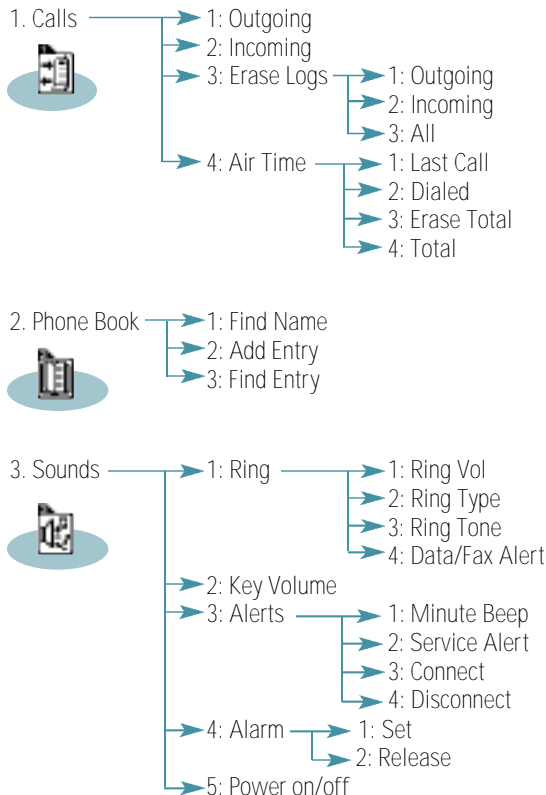 1. Calls 1: Outgoing
2: Incoming
3: Erase Logs 1: Outgoing
2: Incoming
3: All
4: Air Time 1: Last Call
2: Dialed
3: Erase Total
4: Total
2. Phone Book 1: Find Name
2: Add Entry
3: Find Entry
3. Sounds 1: Ring 1: Ring Vol
2: Ring Type
3: Ring Tone
4: Data/Fax Alert
2: Key Volume
3: Alerts 1: Minute Beep
2: Service Alert
3: Connect
4: Disconnect
4: Alarm 1: Set
2: Release
5: Power on/off